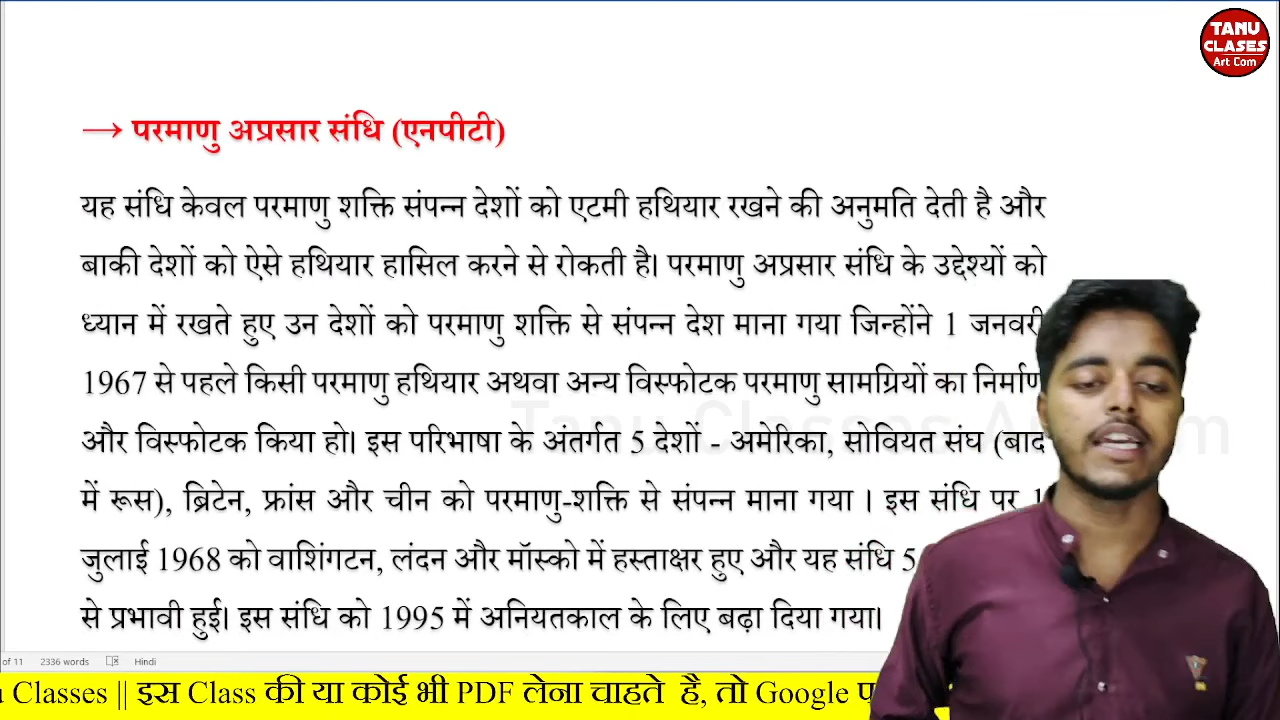 TANU
CLASES
Art Com
→ परमाणु अप्रसार संधि (एनपीटी)
यह संधि केवल परमाणु शक्ति संपन्न देशों को एटमी हथियार रखने की अनुमति देती है और
बाकी देशों को ऐसे हथियार हासिल करने से रोकती है। परमाणु अप्रसार संधि के उद्देश्यों को
ध्यान में रखते हुए उन देशों को परमाणु शक्ति से संपन्न देश माना गया जिन्होंने 1 जनवरी
1967 से पहले किसी परमाणु हथियार अथवा अन्य विस्फोटक परमाणु सामग्रियों का निर्माण
और विस्फोटक किया हो। इस परिभाषा के अंतर्गत 5 देशों - अमेरिका, सोवियत संघ (बाद
में रूस), ब्रिटेन, फ्रांस और चीन को परमाणु-शक्ति से संपन्न माना गया । इस संधि पर 1
जुलाई 1968 को वाशिंगटन, लंदन और मॉस्को में हस्ताक्षर हुए और यह संधि 5
से प्रभावी हुई। इस संधि को 1995 में अनियतकाल के लिए बढ़ा दिया गया।
Tanu Classes Art Com
of 11 2336 words Hindi
Classes || इस Class की या कोई भी PDF लेना चाहते है, तो Google